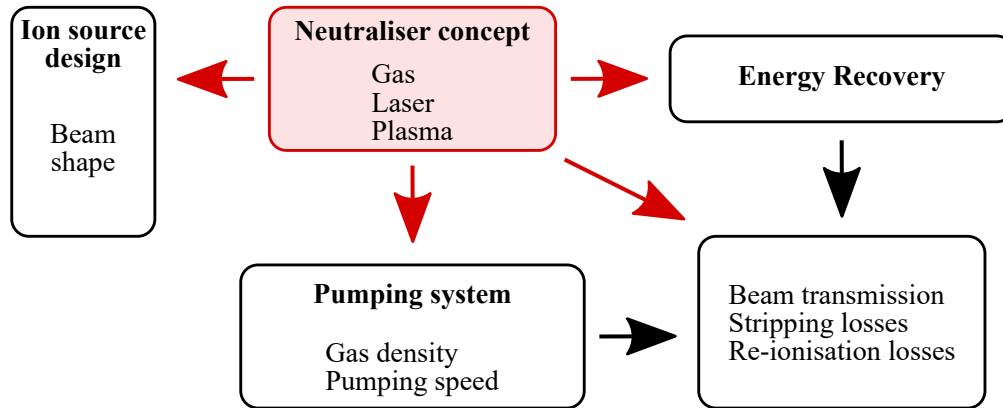 Ion source
design
Beam
shape
Neutraliser concept
Gas
Laser
Plasma
Energy Recovery
Pumping system
Gas density
Pumping speed
Beam transmission
Stripping losses
Re-ionisation losses